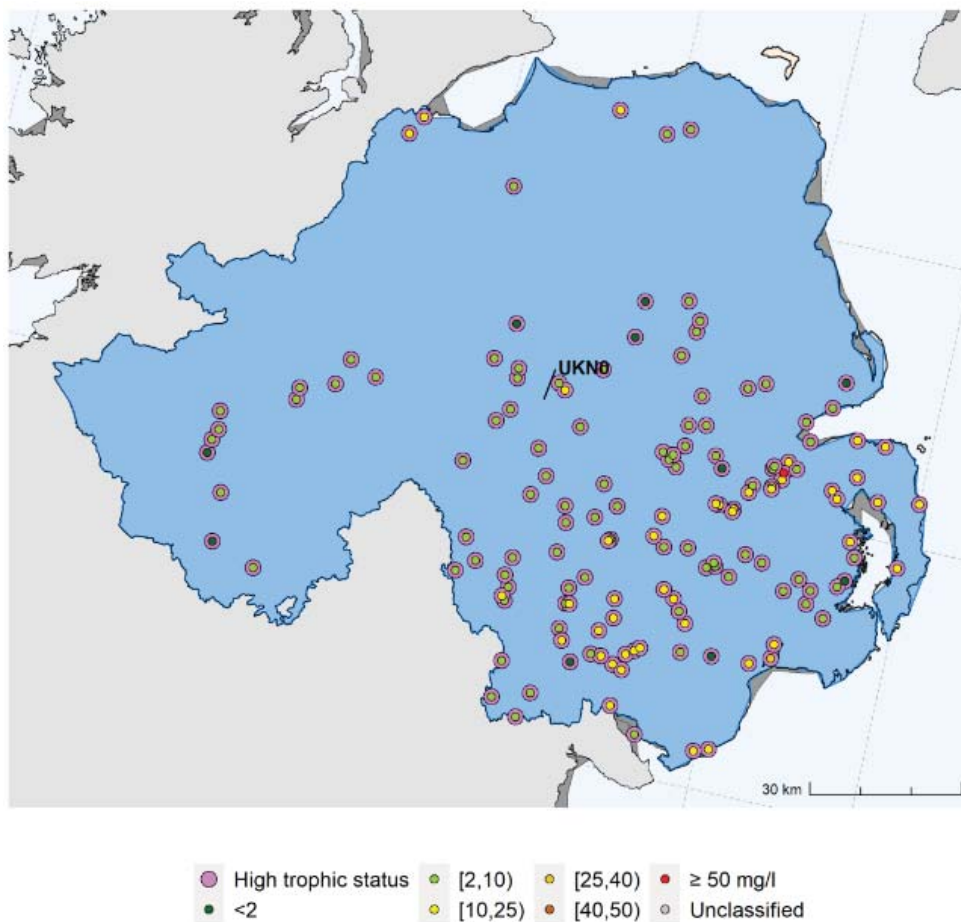 UKN0
30 km
High trophic status [2,10) [25,40) ≥ 50 mg/l
<2 [10,25) [40,50) Unclassified